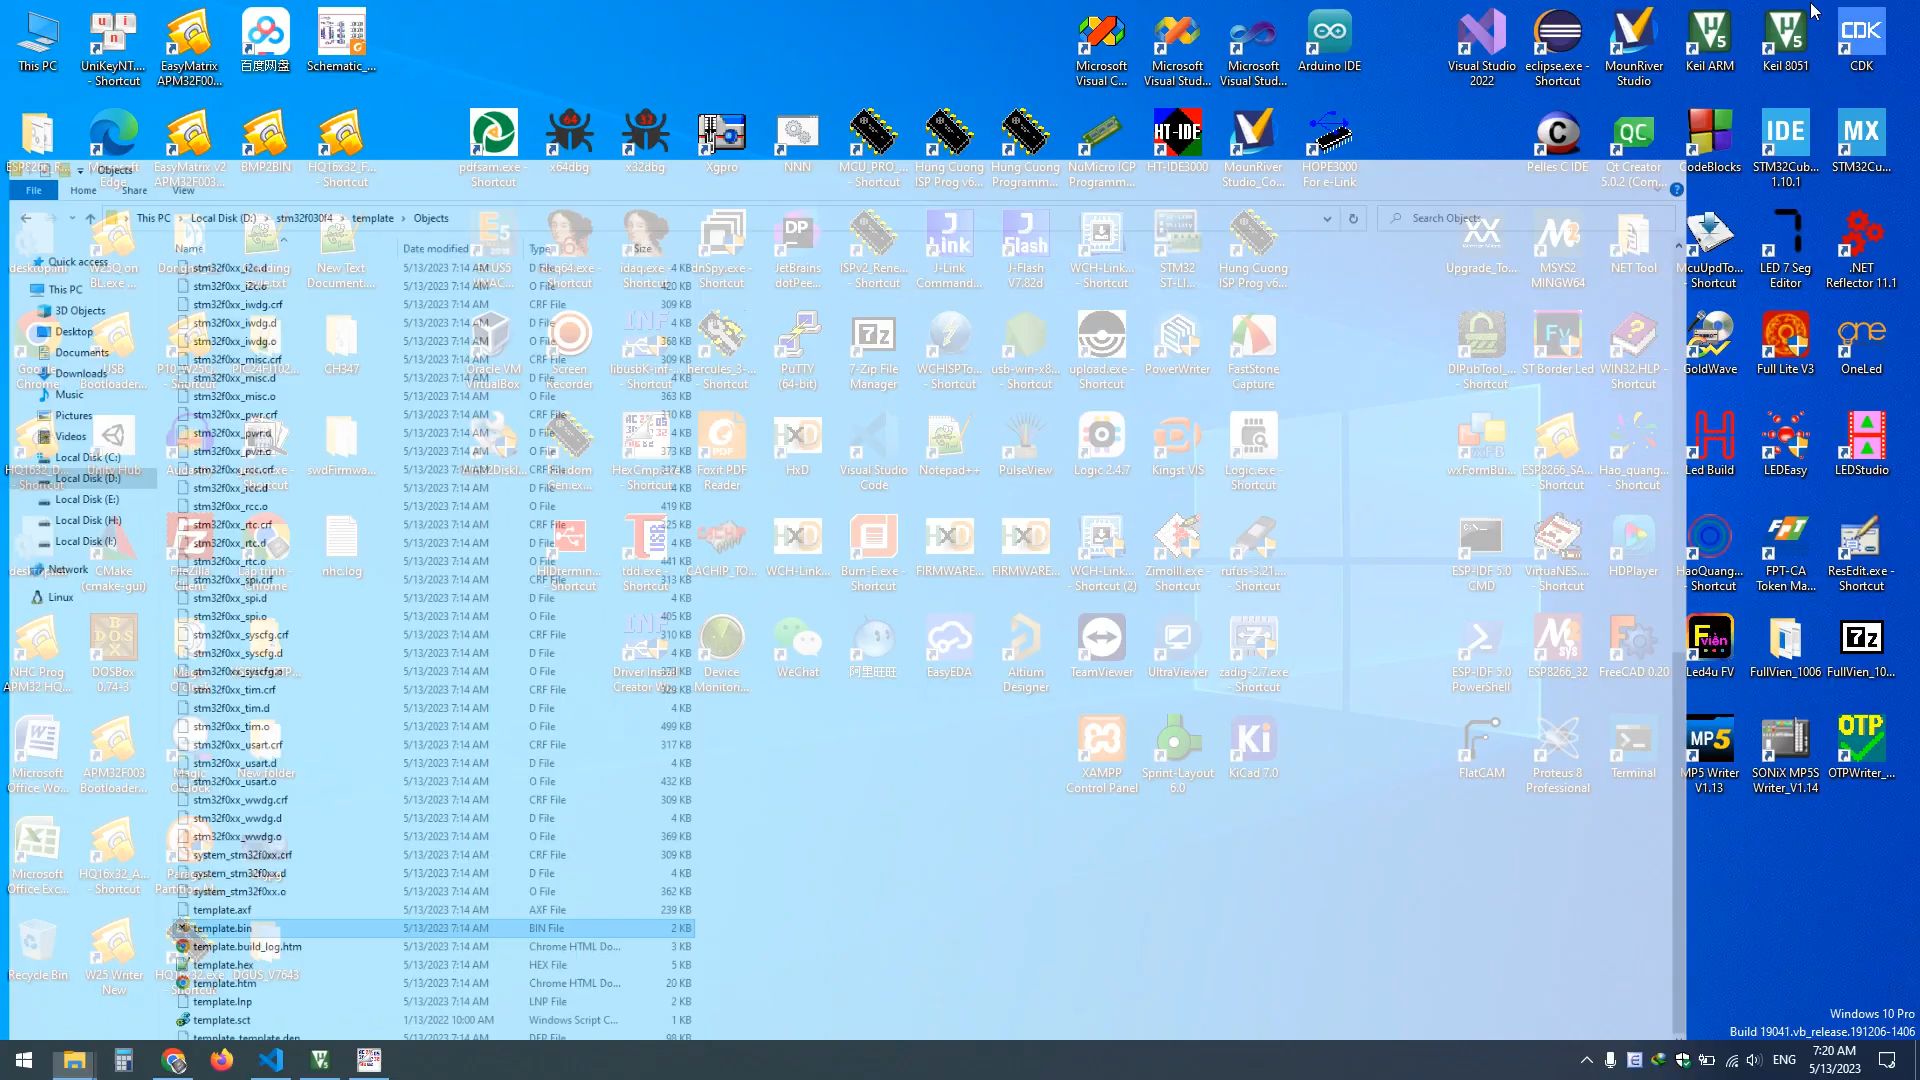 This PC
UniKeyNT....
- Shortcut
EasyMatrix
APM32F00...
百度网盘
Schematic_...
Microsoft
Visual C...
Microsoft
Visual Stud...
Microsoft
Visual Stud...
Arduino IDE
Visual Studio
2022
eclipse.exe -
Shortcut
MounRiver
Studio
Keil ARM
Keil 8051
CDK
Microsoft
Edge
EasyMatrix v2
APM32F003...
BMP2BIN
HQ16x32_F...
- Shortcut
pdfsam.exe -
Shortcut
x64dbg
x32dbg
Xgpro
NNN
MCU_PRO_...
- Shortcut
Hung Cuong
ISP Prog v6...
Hung Cuong
Programm...
NuMicro ICP
Programm...
HT-IDE3000
MounRiver
Studio_Co...
HOPE3000
For e-Link
Pelles C IDE
Qt Creator
5.0.2 (Com...
CodeBlocks
STM32Cub...
1.10.1
STM32Cu...
Objects
File
Home
Share
View
This PC
Local Disk (D:)
stm32f030f4
template
Objects
Search Objects
Name
Date modified
Type
Size
Quick access
This PC
3D Objects
Desktop
Documents
Downloads
Music
Pictures
Videos
Local Disk (C:)
Local Disk (D:)
Local Disk (E:)
Local Disk (H:)
Local Disk (I:)
Network
Linux
stm32f0xx_i2c.d 5/13/2023 7:14 AM D File 4 KB
stm32f0xx_i2c.o 5/13/2023 7:14 AM O File 420 KB
stm32f0xx_iwdg.crf 5/13/2023 7:14 AM CRF File 309 KB
stm32f0xx_iwdg.d 5/13/2023 7:14 AM D File 4 KB
stm32f0xx_iwdg.o 5/13/2023 7:14 AM O File 368 KB
stm32f0xx_misc.crf 5/13/2023 7:14 AM CRF File 309 KB
stm32f0xx_misc.d 5/13/2023 7:14 AM D File 4 KB
stm32f0xx_misc.o 5/13/2023 7:14 AM O File 363 KB
stm32f0xx_pwr.crf 5/13/2023 7:14 AM CRF File 310 KB
stm32f0xx_pwr.d 5/13/2023 7:14 AM D File 4 KB
stm32f0xx_pwr.o 5/13/2023 7:14 AM O File 373 KB
stm32f0xx_rcc.crf 5/13/2023 7:14 AM CRF File
stm32f0xx_rcc.d 5/13/2023 7:14 AM D File 4 KB
stm32f0xx_rcc.o 5/13/2023 7:14 AM O File 419 KB
stm32f0xx_rtc.crf 5/13/2023 7:14 AM CRF File 325 KB
stm32f0xx_rtc.d 5/13/2023 7:14 AM D File 4 KB
stm32f0xx_rtc.o 5/13/2023 7:14 AM O File 441 KB
stm32f0xx_spi.crf 5/13/2023 7:14 AM CRF File 313 KB
stm32f0xx_spi.d 5/13/2023 7:14 AM D File 4 KB
stm32f0xx_spi.o 5/13/2023 7:14 AM O File 405 KB
stm32f0xx_syscfg.crf 5/13/2023 7:14 AM CRF File 310 KB
stm32f0xx_syscfg.d 5/13/2023 7:14 AM D File 4 KB
stm32f0xx_syscfg.o 5/13/2023 7:14 AM O File
stm32f0xx_tim.crf 5/13/2023 7:14 AM CRF File 329 KB
stm32f0xx_tim.d 5/13/2023 7:14 AM D File 4 KB
stm32f0xx_tim.o 5/13/2023 7:14 AM O File 499 KB
stm32f0xx_usart.crf 5/13/2023 7:14 AM CRF File 317 KB
stm32f0xx_usart.d 5/13/2023 7:14 AM D File 4 KB
stm32f0xx_usart.o 5/13/2023 7:14 AM O File 432 KB
stm32f0xx_wwdg.crf 5/13/2023 7:14 AM CRF File 309 KB
stm32f0xx_wwdg.d 5/13/2023 7:14 AM D File 4 KB
stm32f0xx_wwdg.o 5/13/2023 7:14 AM O File 369 KB
system_stm32f0xx.crf 5/13/2023 7:14 AM CRF File 309 KB
system_stm32f0xx.d 5/13/2023 7:14 AM D File 4 KB
system_stm32f0xx.o 5/13/2023 7:14 AM O File 362 KB
template.axf 5/13/2023 7:14 AM AXF File 239 KB
template.bin 5/13/2023 7:14 AM BIN File 2 KB
template.build_log.htm 5/13/2023 7:14 AM Chrome HTML Do... 3 KB
template.hex 5/13/2023 7:14 AM HEX File 5 KB
template.htm 5/13/2023 7:14 AM Chrome HTML Do... 20 KB
template.lnp 5/13/2023 7:14 AM LNP File 2 KB
template.sct 1/13/2022 10:00 AM Windows Script C... 1 KB
template_template.dep 5/13/2023 7:14 AM DEP File 98 KB
New Text
Document....
dnSpy.exe -
Shortcut
JetBrains
dotPee...
ISPv2_Rene...
- Shortcut
J-Link
Command...
J-Flash
V7.82d
WCH-Link...
- Shortcut
STM32
ST-LI...
Hung Cuong
ISP Prog v6...
Upgrade_To...
MSYS2
MINGW64
NET Tool
McuUpdTo...
- Shortcut
LED 7 Seg
Editor
.NET
Reflector 11.1
CH347
Oracle VM
VirtualBox
Screen
Recorder
libusbK-inf-...
- Shortcut
hercules_3-...
- Shortcut
PuTTY
(64-bit)
7-Zip File
Manager
WCHISPTo...
- Shortcut
usb-win-x8...
- Shortcut
upload.exe -
Shortcut
PowerWriter
FastStone
Capture
DIPubTool_...
- Shortcut
ST Border Led
WIN32.HLP -
Shortcut
GoldWave
Full Lite V3
OneLed
Unity Hub
swdFirmwa...
HexCmp.exe
- Shortcut
Foxit PDF
Reader
HxD
Visual Studio
Code
Notepad++
PulseView
Logic 2.4.7
Kingst VIS
Logic.exe -
Shortcut
wxFormBui...
ESP8266_SA...
- Shortcut
Hao_quang...
- Shortcut
Led Build
LEDEasy
LEDStudio
CMake
(cmake-gui)
FileZilla
Client
nhc.log
HIDtermin...
Shortcut
tdd.exe -
Shortcut
CACHIP_TO...
WCH-Link...
Burn-E.exe -
Shortcut
FIRMWARE...
FIRMWARE...
WCH-Link...
- Shortcut (2)
Zimolll.exe -
Shortcut
rufus-3.21....
- Shortcut
ESP-IDF 5.0
CMD
VirtuaNES....
- Shortcut
HDPlayer
HaoQuang...
- Shortcut
FPT-CA
Token Ma...
ResEdit.exe -
Shortcut
NHC Prog
APM32 HQ...
DOSBox
0.74-3
Driver Install
Creator Wi...
Device
Monitori...
WeChat
阿里旺旺
EasyEDA
Altium
Designer
TeamViewer
UltraViewer
zadig-2.7.exe
- Shortcut
ESP-IDF 5.0
PowerShell
ESP8266_32
FreeCAD 0.20
Led4u FV
FullVien_1006
FullVien_10...
Microsoft
Office Wo...
APM32F003
Bootloader...
New folder
XAMPP
Control Panel
Sprint-Layout
6.0
KiCad 7.0
FlatCAM
Proteus 8
Professional
Terminal
MP5 Writer
V1.13
SONiX MP5S
Writer_V1.14
OTPWriter_...
Microsoft
Office Exc...
HQ16x32_A...
- Shortcut
Recycle Bin
W25 Writer
New
DGUS_V7643
Windows 10 Pro
Build 19041.vb_release.191206-1406
ENG
7:20 AM
5/13/2023